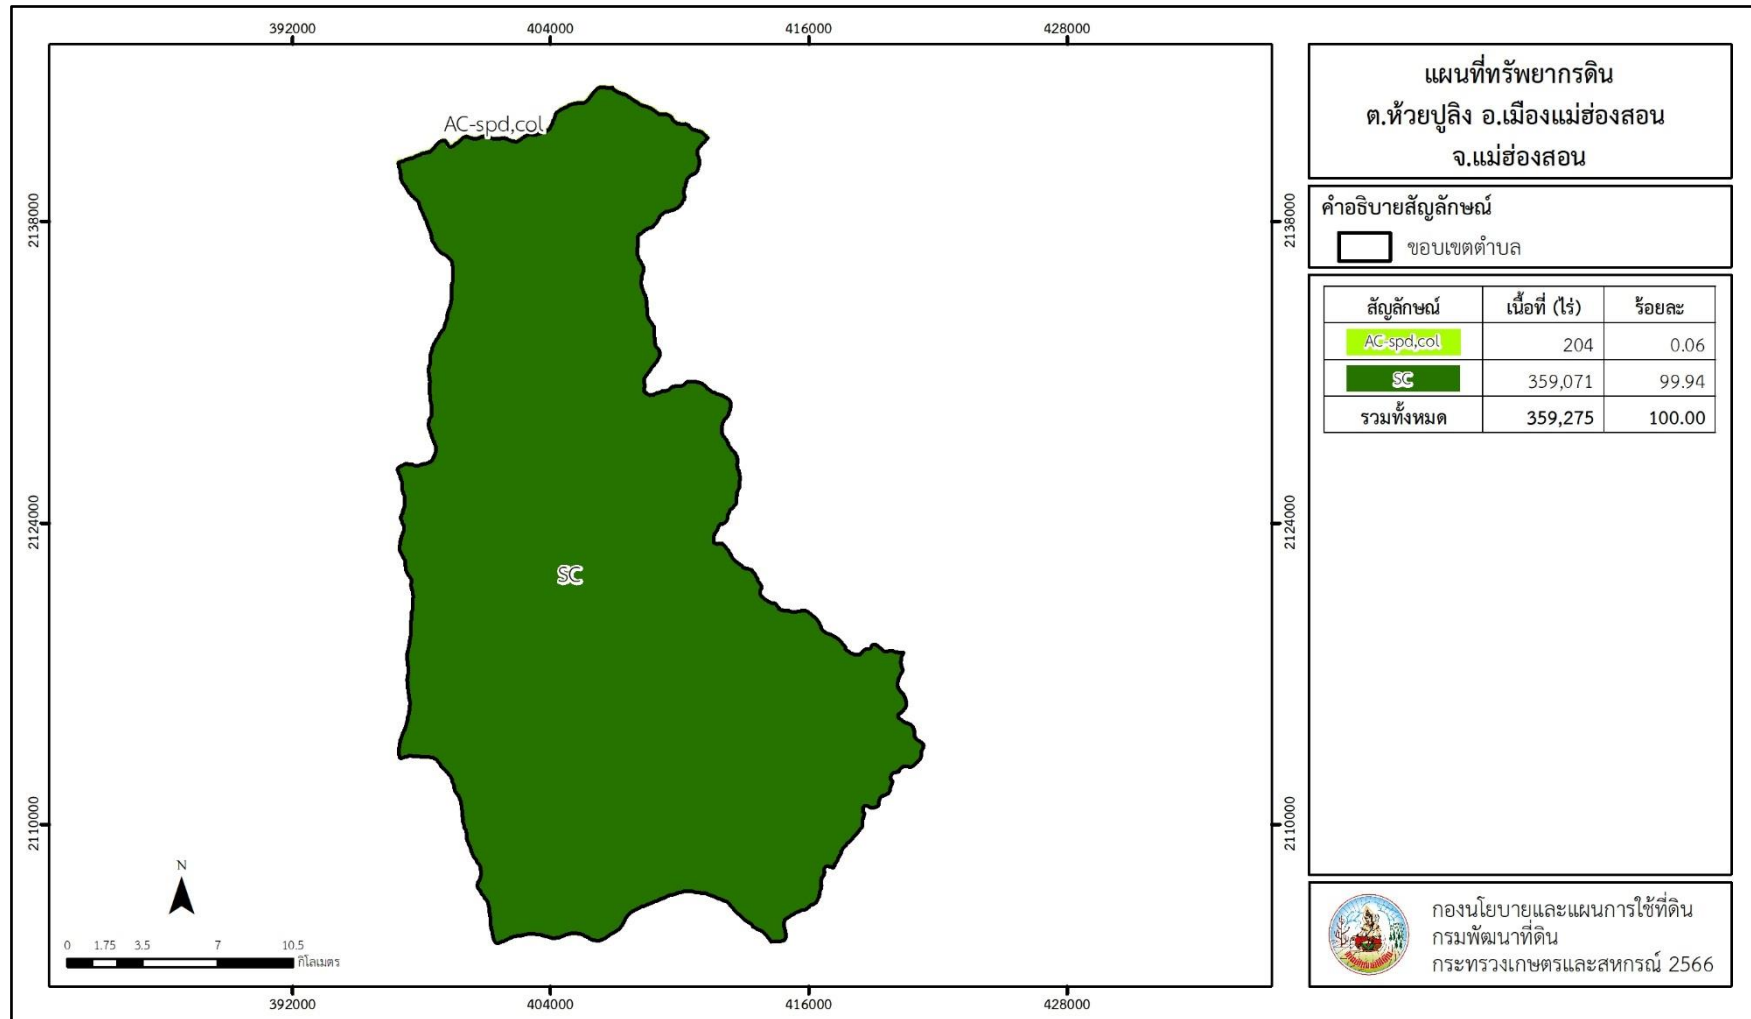 392000 404000 416000 428000
แผนที่ทรัพยากรดิน
ต.ห้วยปูลิง อ.เมืองแม่ฮ่องสอน
จ.แม่ฮ่องสอน
คำอธิบายสัญลักษณ์
ขอบเขตตำบล
สัญลักษณ์ เนื้อที่ (ไร่) ร้อยละ
AC-spd,col 204 0.06
SC 359,071 99.94
รวมทั้งหมด 359,275 100.00
AC-spd,col
SC
2138000 2138000
2124000 2124000
2110000 2110000
N
0 1.75 3.5 7 10.5
กิโลเมตร
392000 404000 416000 428000
กองนโยบายและแผนการใช้ที่ดิน
กรมพัฒนาที่ดิน
กระทรวงเกษตรและสหกรณ์ 2566